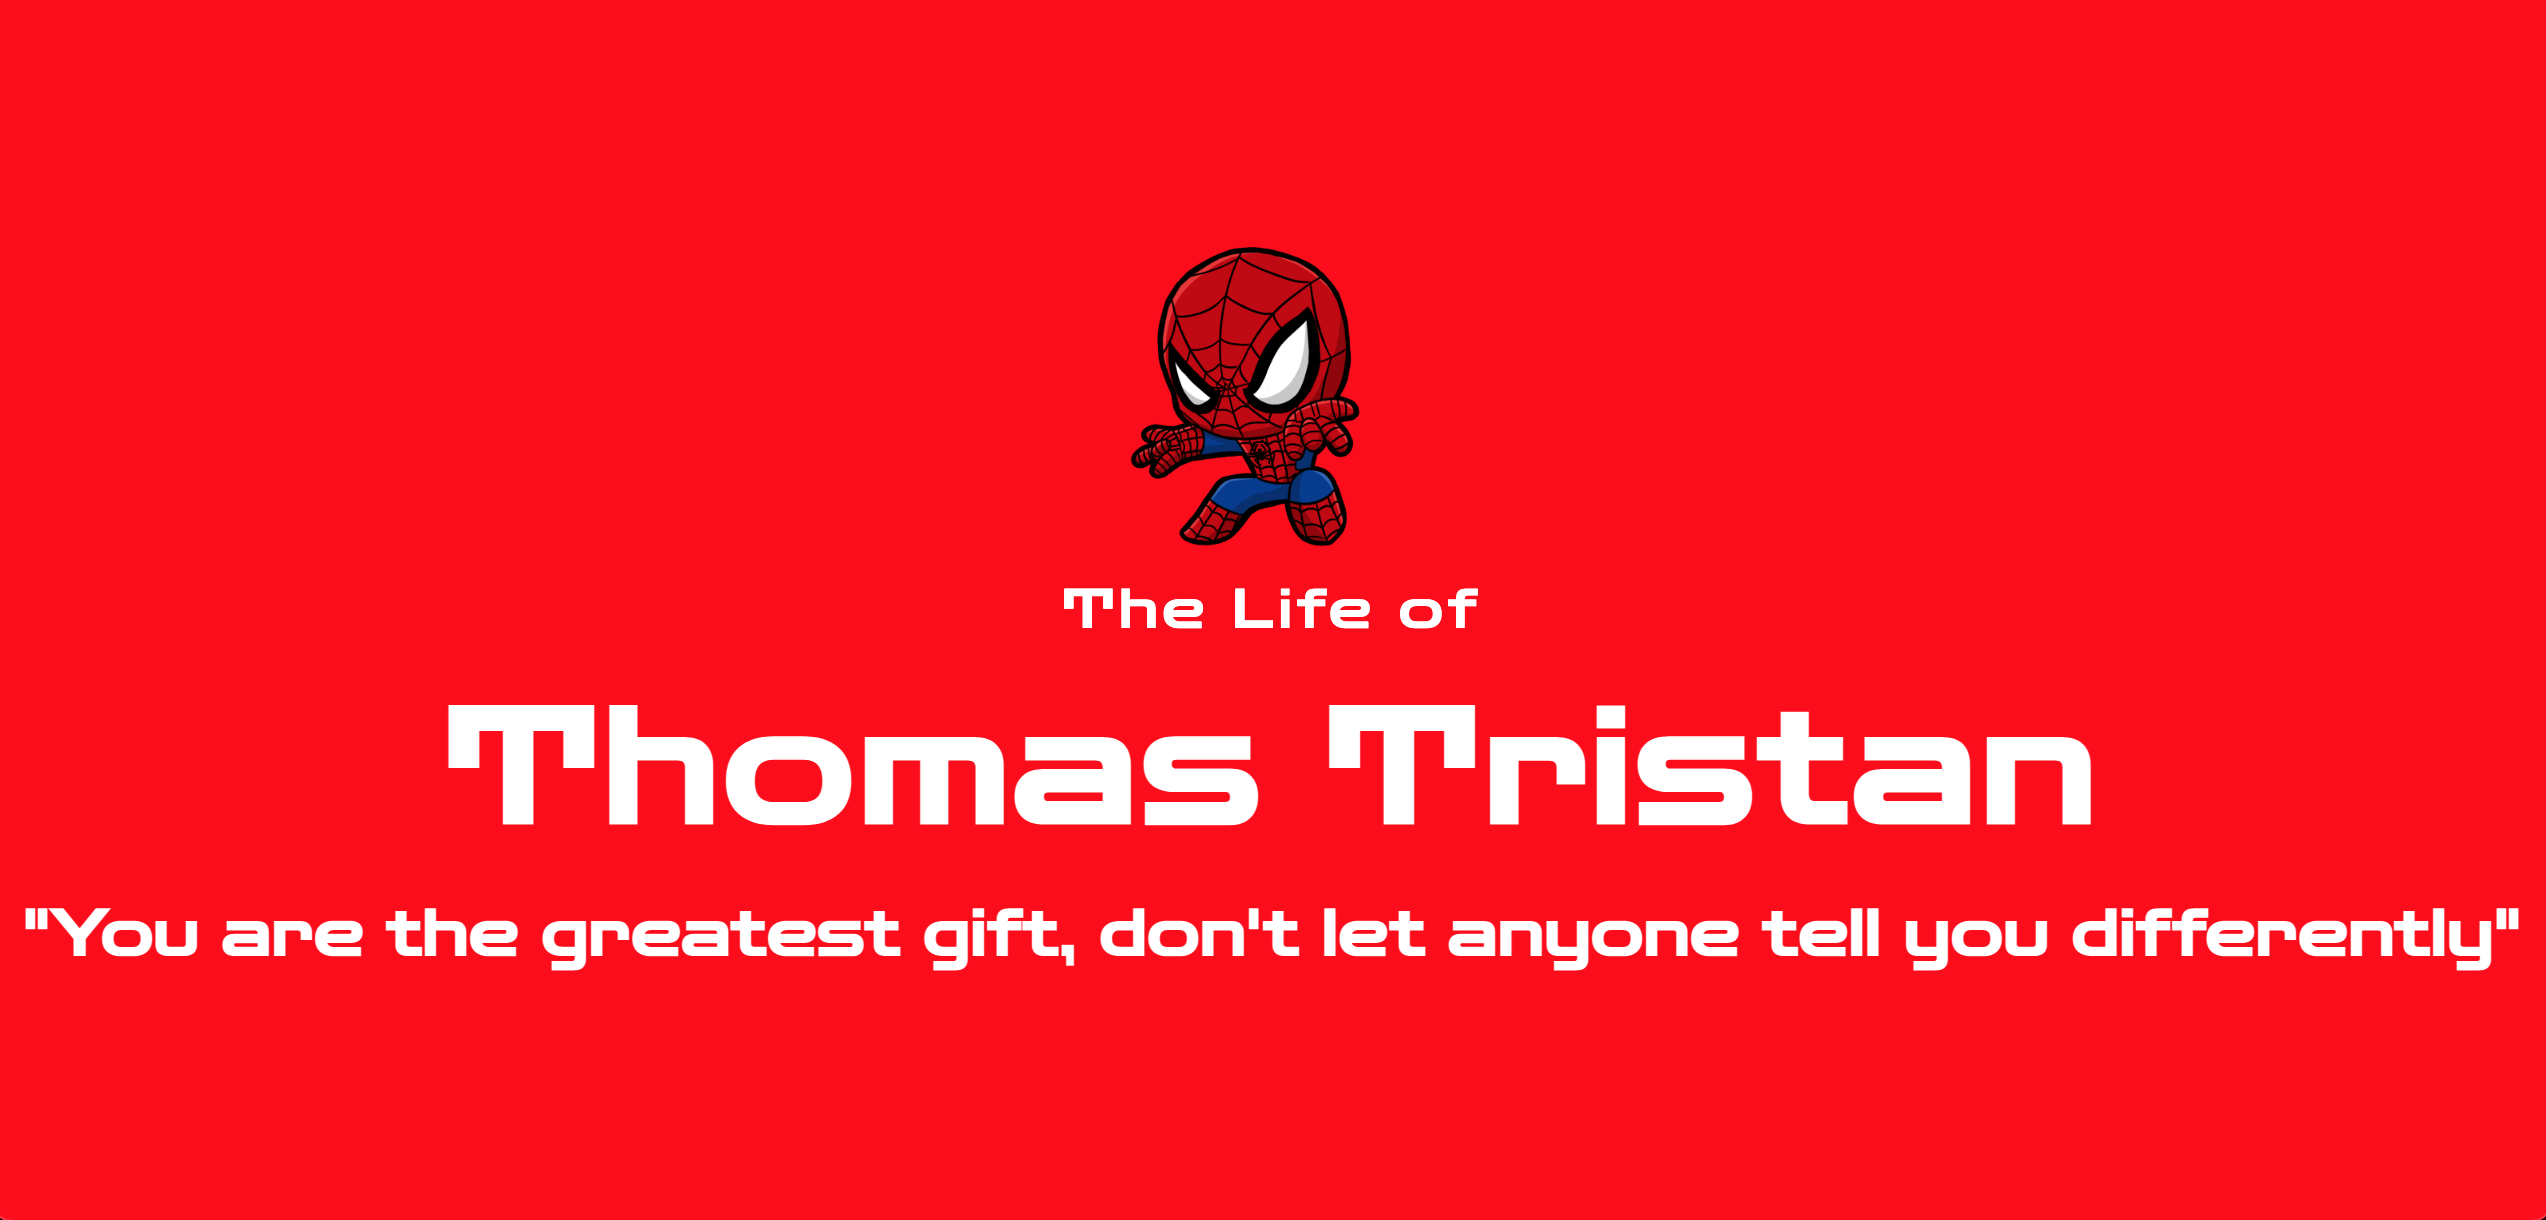 The Life of
Thomas Tristan
"You are the greatest gift, don't let anyone tell you differently"